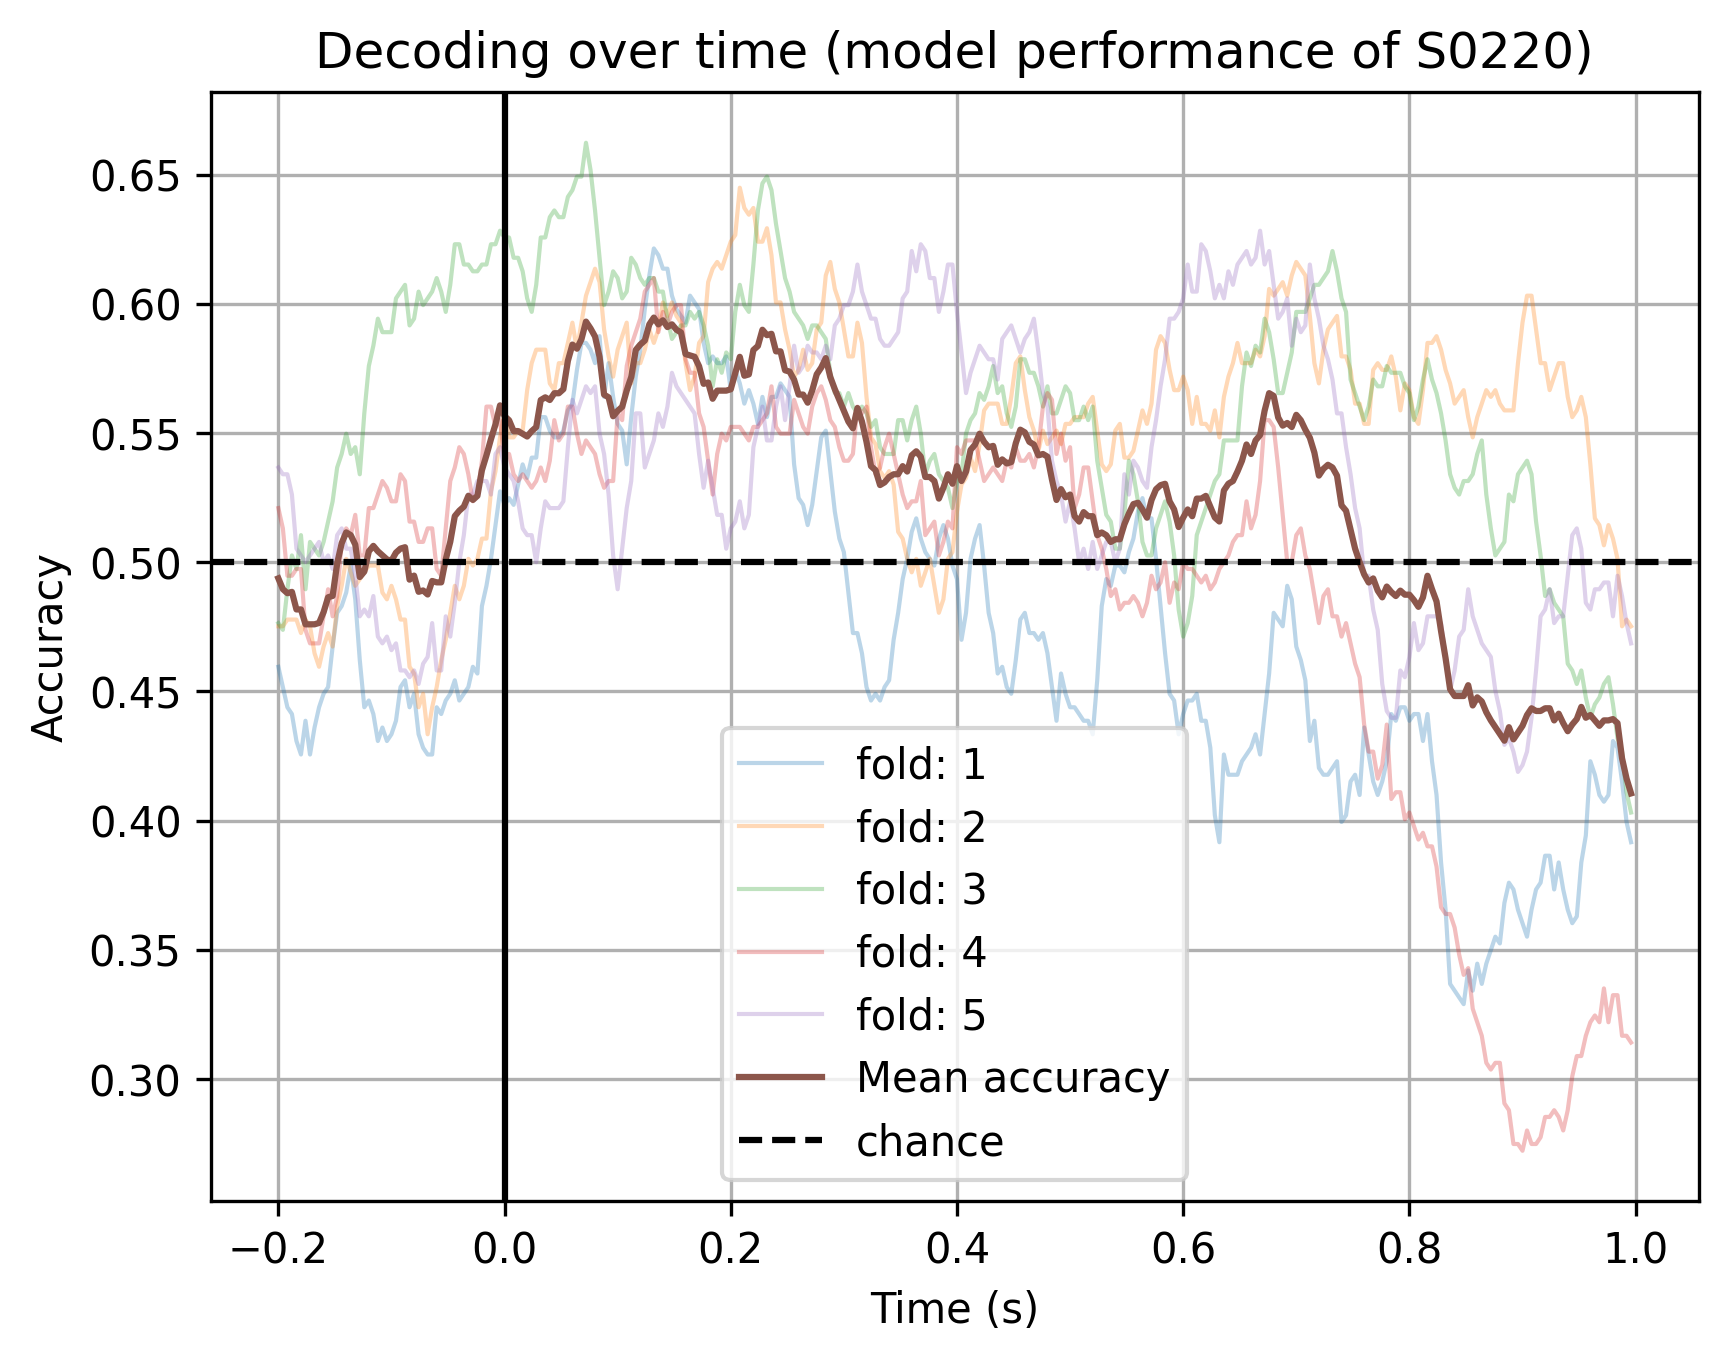 Decoding over time (model performance of S0220)
Accuracy
0.65
0.60
0.55
0.50
0.45
0.40
0.35
0.30
fold: 1
fold: 2
fold: 3
fold: 4
fold: 5
Mean accuracy
chance
−0.2 0.0 0.2 0.4 0.6 0.8 1.0
Time (s)